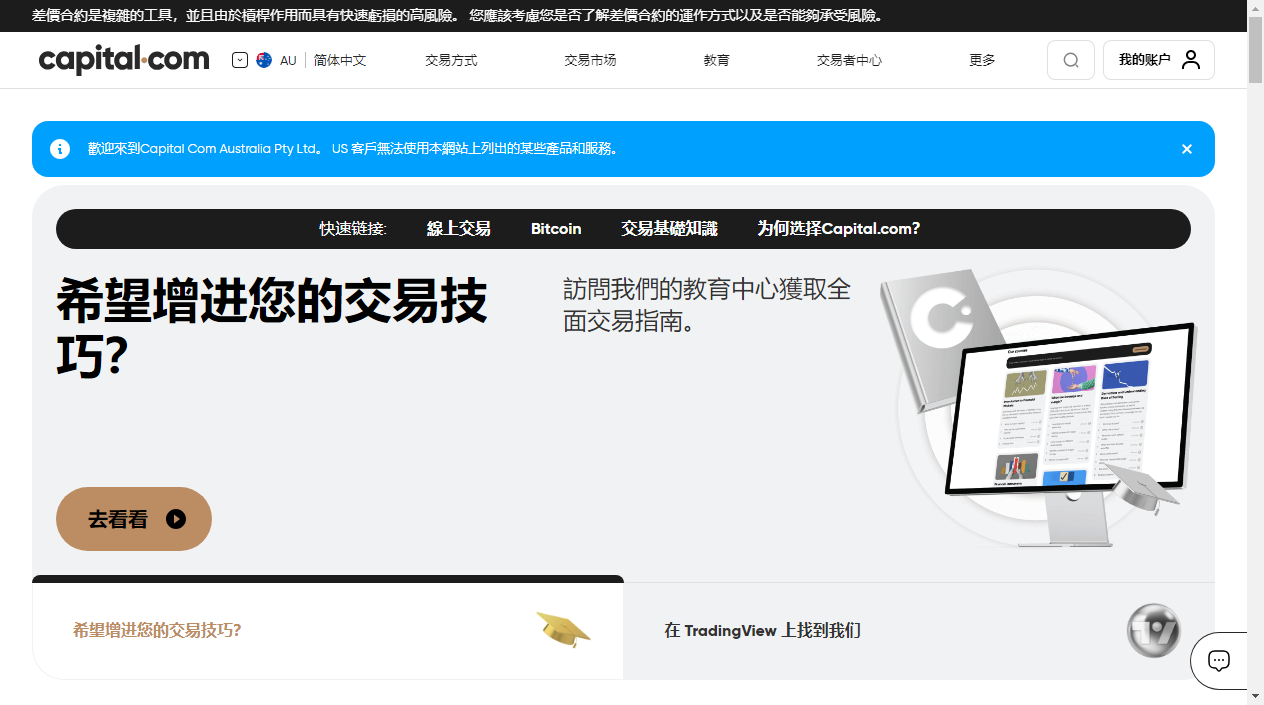 差價合約是複雜的工具，並且由於槓桿作用而具有快速虧損的高風險。 您應該考慮您是否了解差價合約的運作方式以及是否能夠承受風險。
capital.com
AU
简体中文
交易方式
交易市场
教育
交易者中心
更多
我的账户
歡迎來到Capital Com Australia Pty Ltd。 US 客戶無法使用本網站上列出的某些產品和服務。
快速链接:
線上交易
Bitcoin
交易基礎知識
为何选择Capital.com?
希望增进您的交易技
巧?
訪問我們的教育中心獲取全
面交易指南。
去看看
希望增进您的交易技巧?
在 TradingView 上找到我们